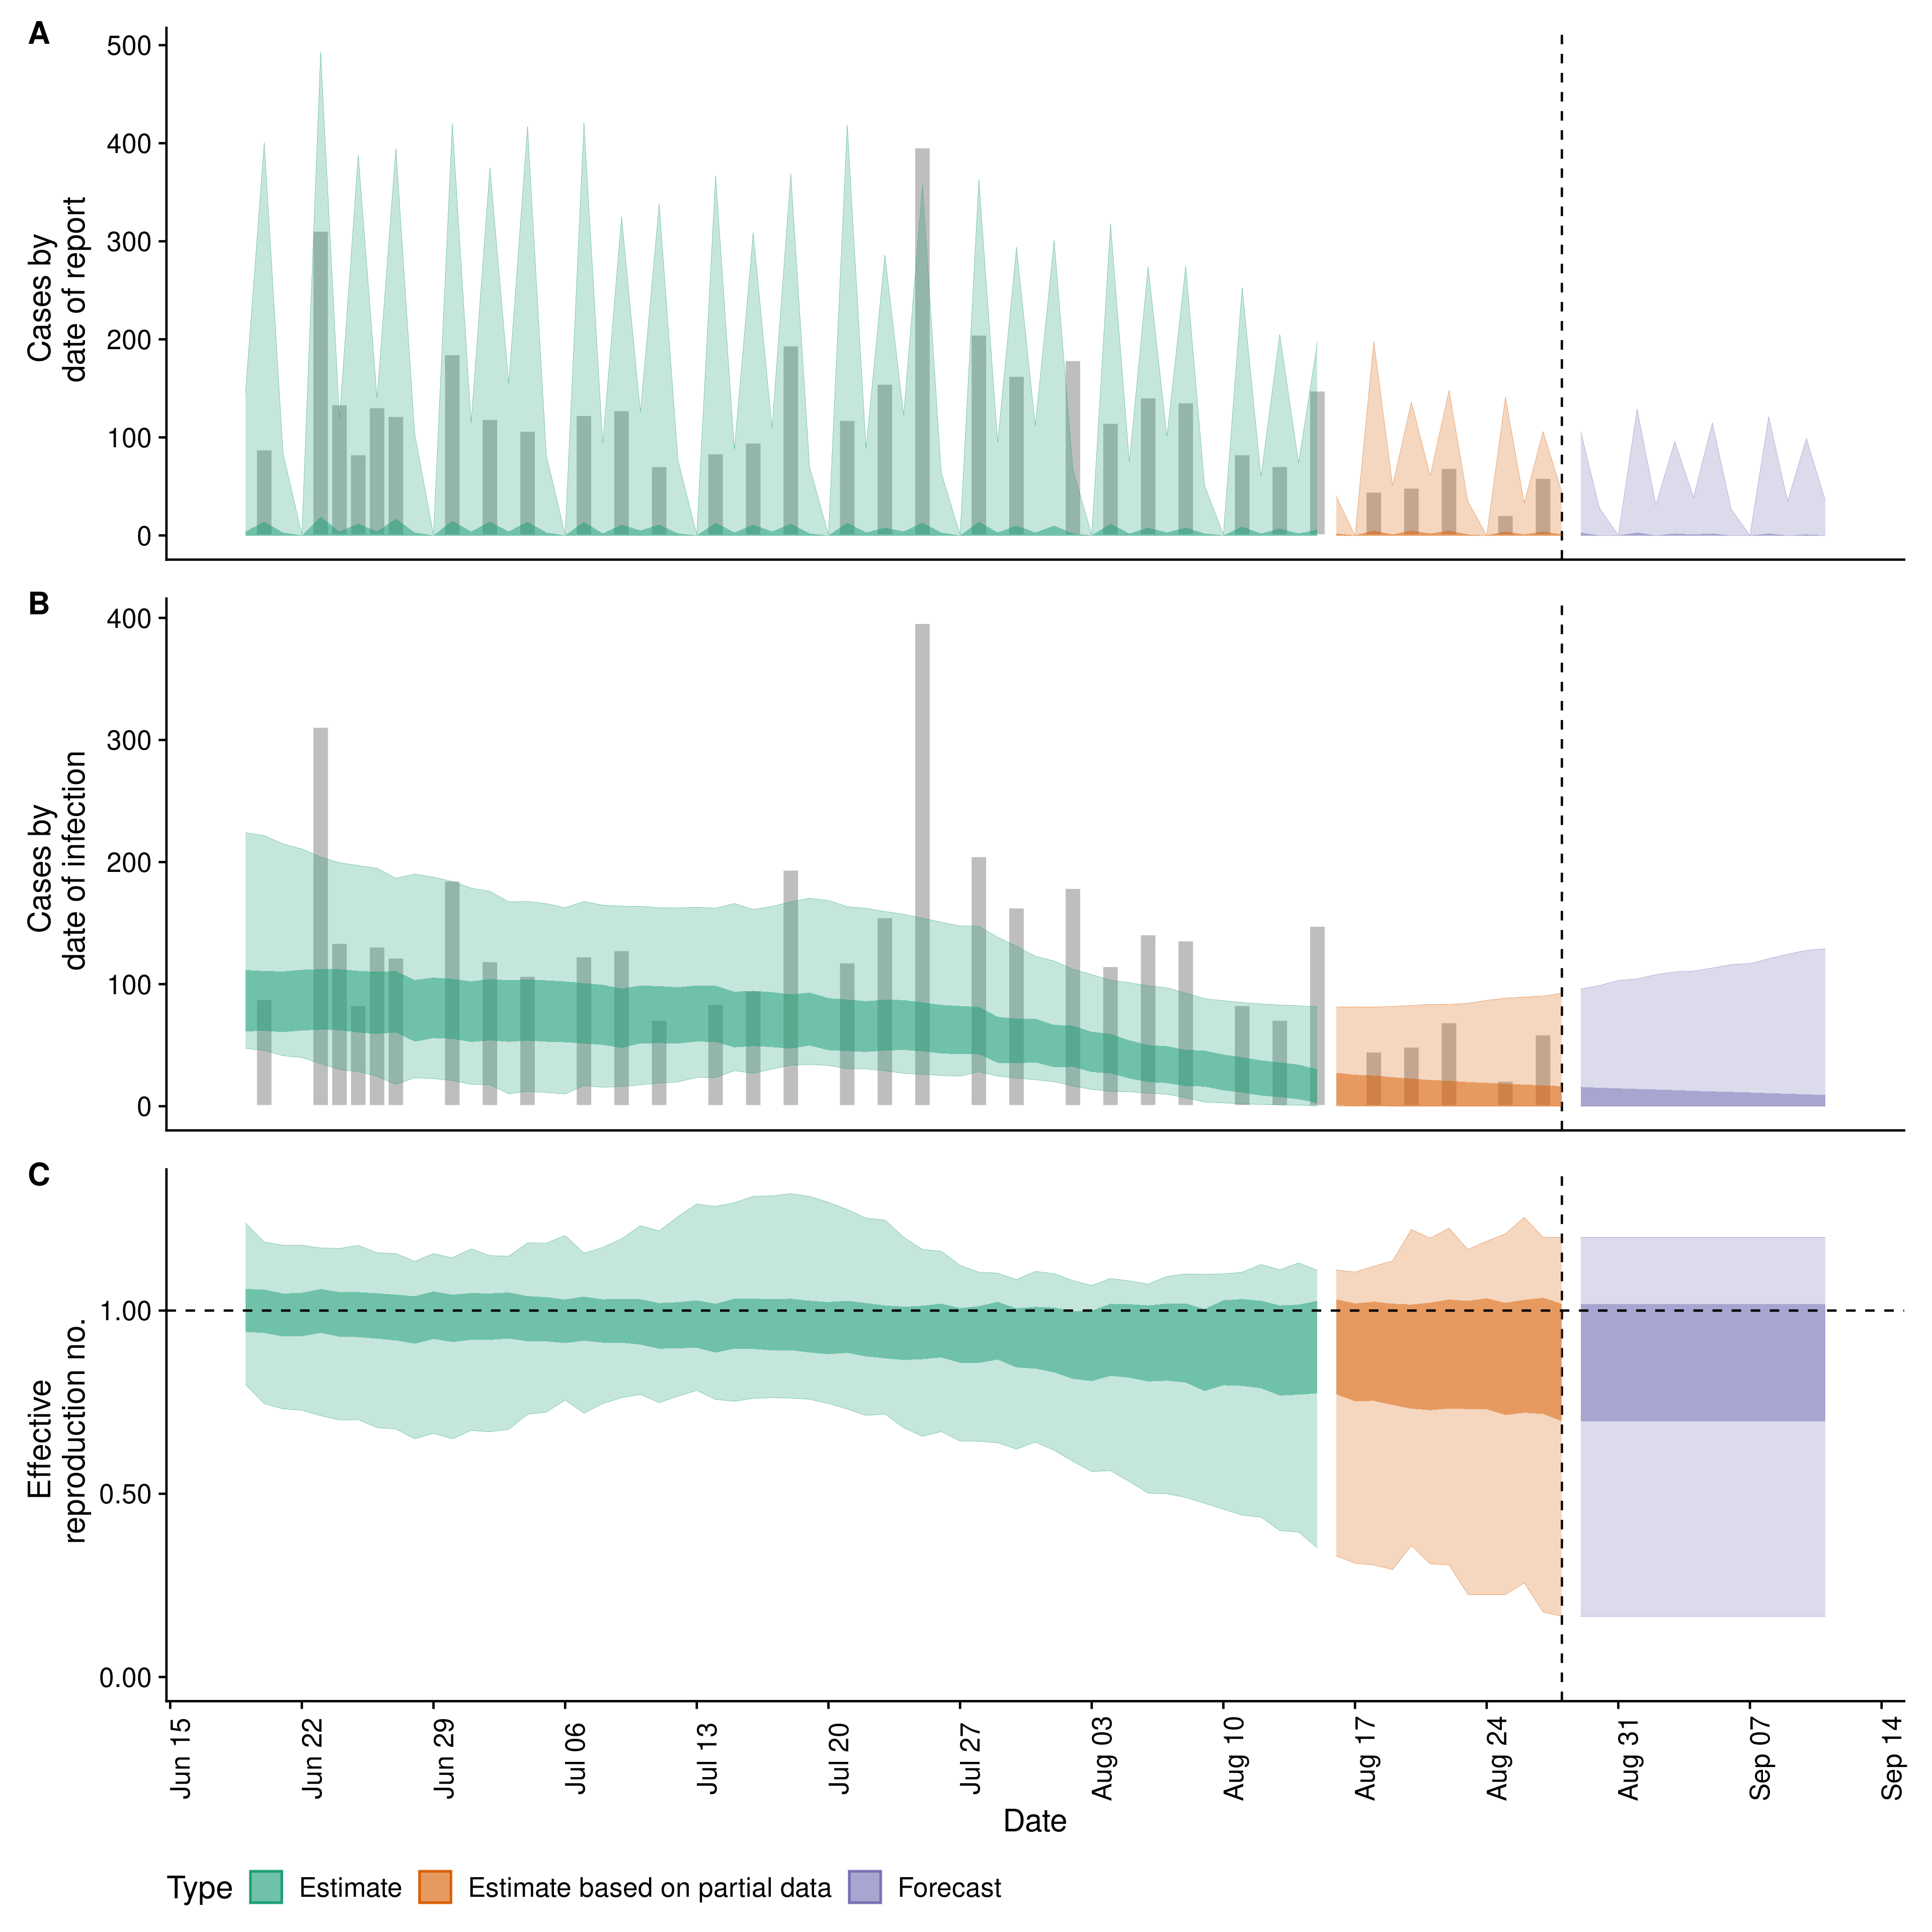 A
500
400
300
200
100
0
Cases by
date of report
B
400
300
200
100
0
Cases by
date of infection
C
1.00
0.50
0.00
Effective
reproduction no.
Jun 15
Jun 22
Jun 29
Jul 06
Jul 13
Jul 20
Jul 27
Aug 03
Aug 10
Aug 17
Aug 24
Aug 31
Sep 07
Sep 14
Date
Type Estimate Estimate based on partial data Forecast